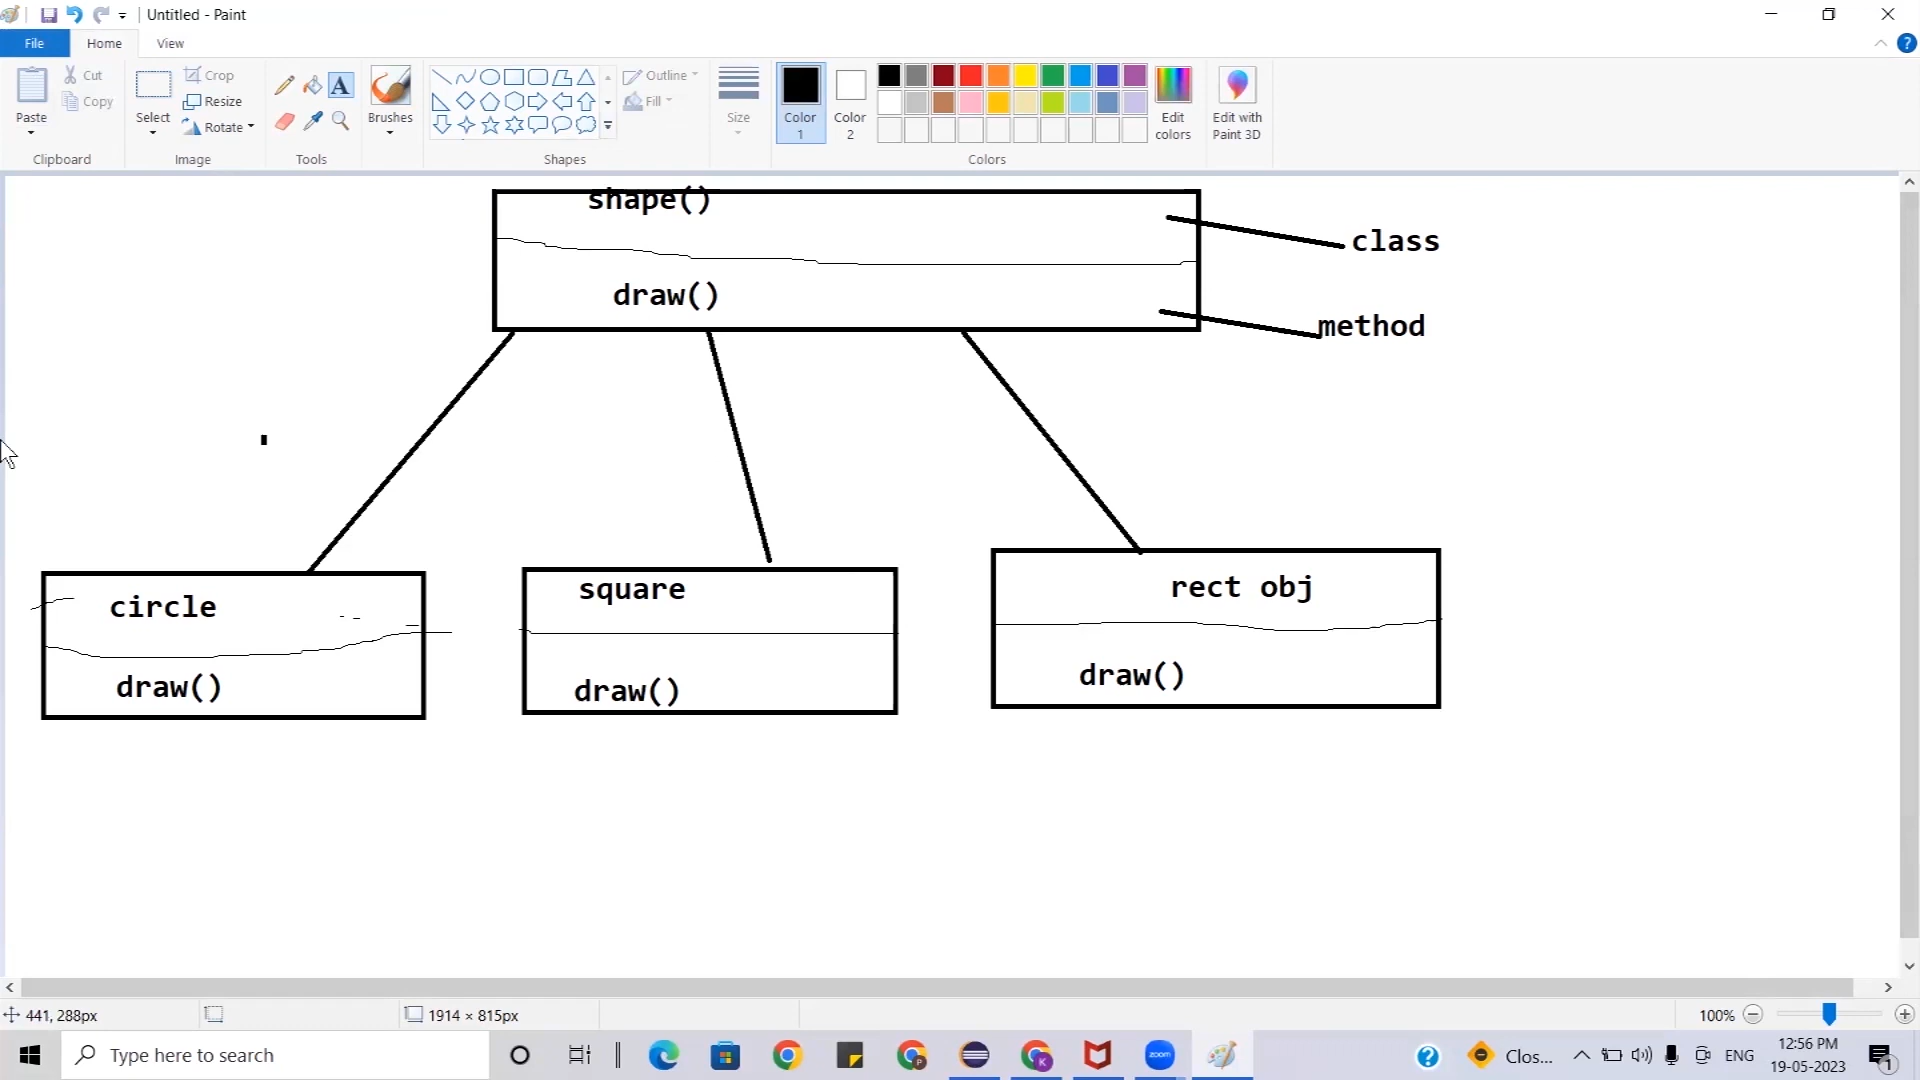 Untitled - Paint
File Home View
Paste
Cut
Copy
Clipboard
Select
Crop
Resize
Rotate
Image
A
Tools
Brushes
Shapes
Outline
Fill
Size
Color 1
Color 2
Edit colors
Colors
Edit with Paint 3D
shape()
class
draw()
method
circle
square
rect obj
draw()
draw()
draw()
441, 288px
1914 × 815px
100%
Type here to search
zoom
Clos...
ENG
12:56 PM
19-05-2023
1